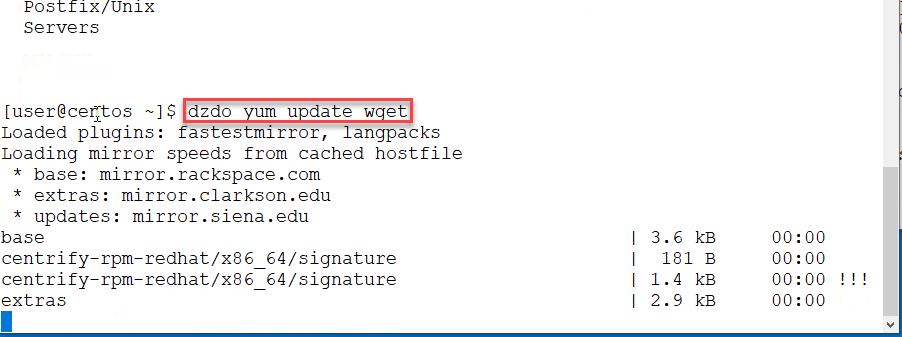 Postfix/Unix
Servers
[user@certos ~]$ dzdo yum update wget
Loaded plugins: fastestmirror, langpacks
Loading mirror speeds from cached hostfile
* base: mirror.rackspace.com
* extras: mirror.clarkson.edu
* updates: mirror.siena.edu
base | 3.6 kB 00:00
centrify-rpm-redhat/x86_64/signature | 181 B 00:00
centrify-rpm-redhat/x86_64/signature | 1.4 kB 00:00 !!!
extras | 2.9 kB 00:00